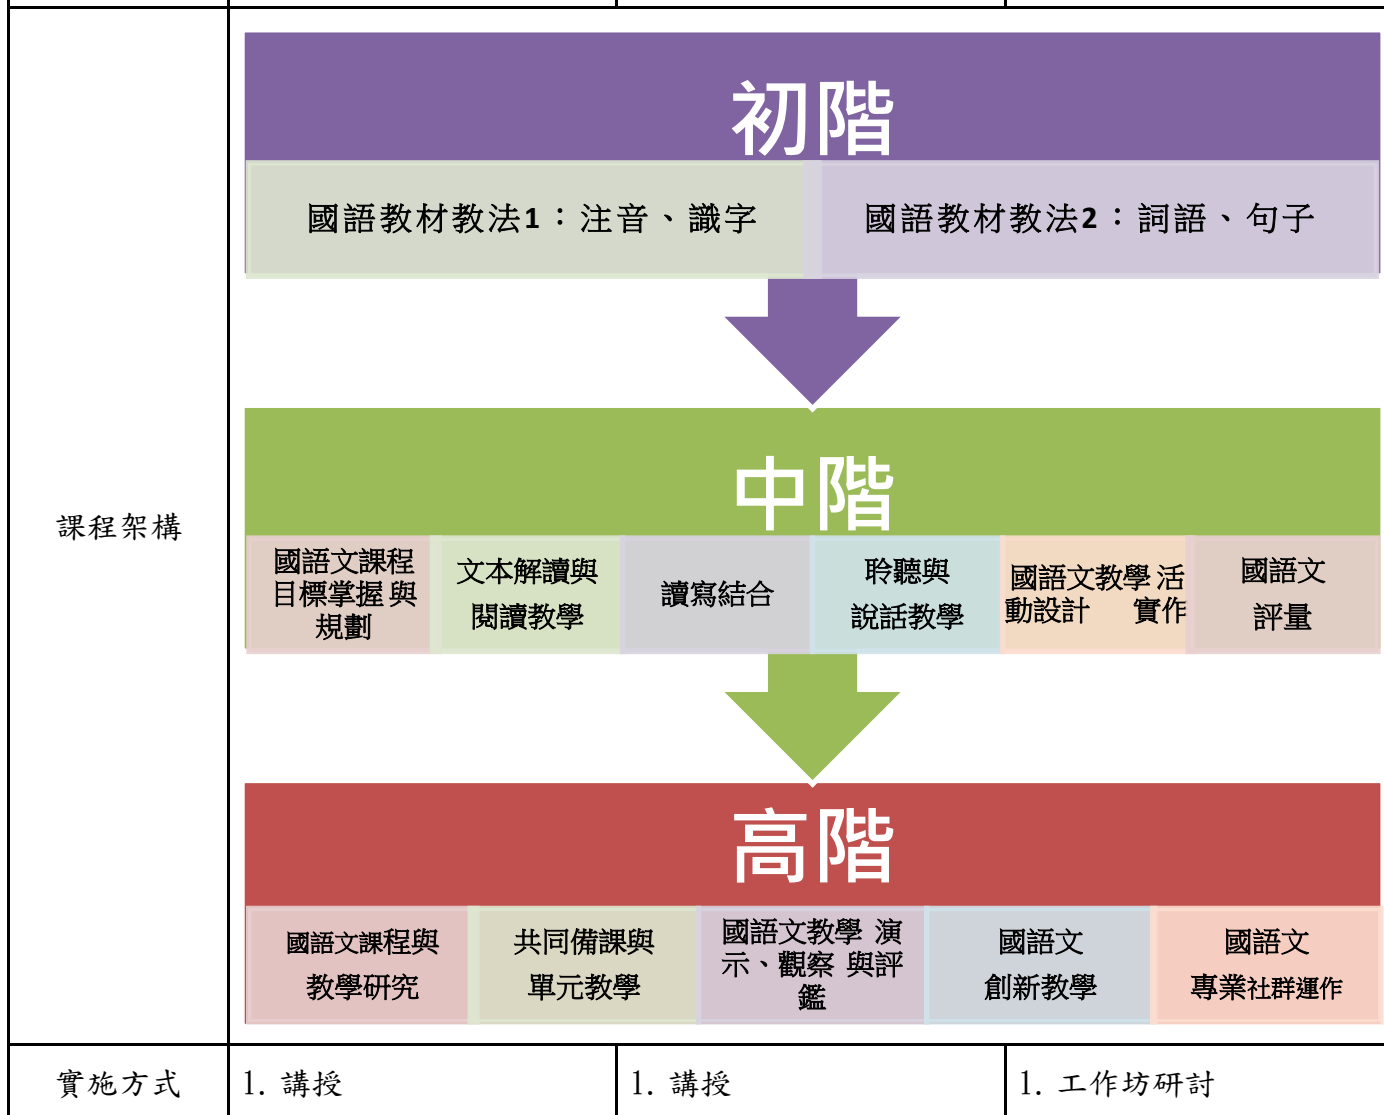 課程架構
初階
國語教材教法1：注音、識字
國語教材教法2：詞語、句子
中階
國語文課程
目標掌握 與
規劃
文本解讀與
閱讀教學
讀寫結合
聆聽與
說話教學
國語文教學 活
動設計 實作
國語文
評量
高階
國語文課程與
教學研究
共同備課與
單元教學
國語文教學 演
示、觀察 與評
鑑
國語文
創新教學
國語文
專業社群運作
實施方式
1. 講授
1. 講授
1. 工作坊研討